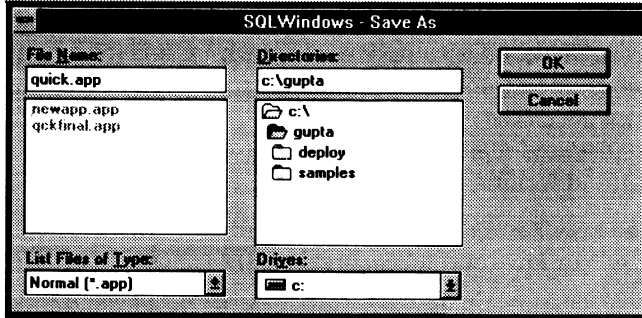 SQLWindows - Save As
File Name:
quick.app
newapp.app
qckfinal.app
List Files of Type:
Normal (*.app)
Directories:
c:\gupta
c:\
gupta
deploy
samples
Drives:
c:
OK
Cancel